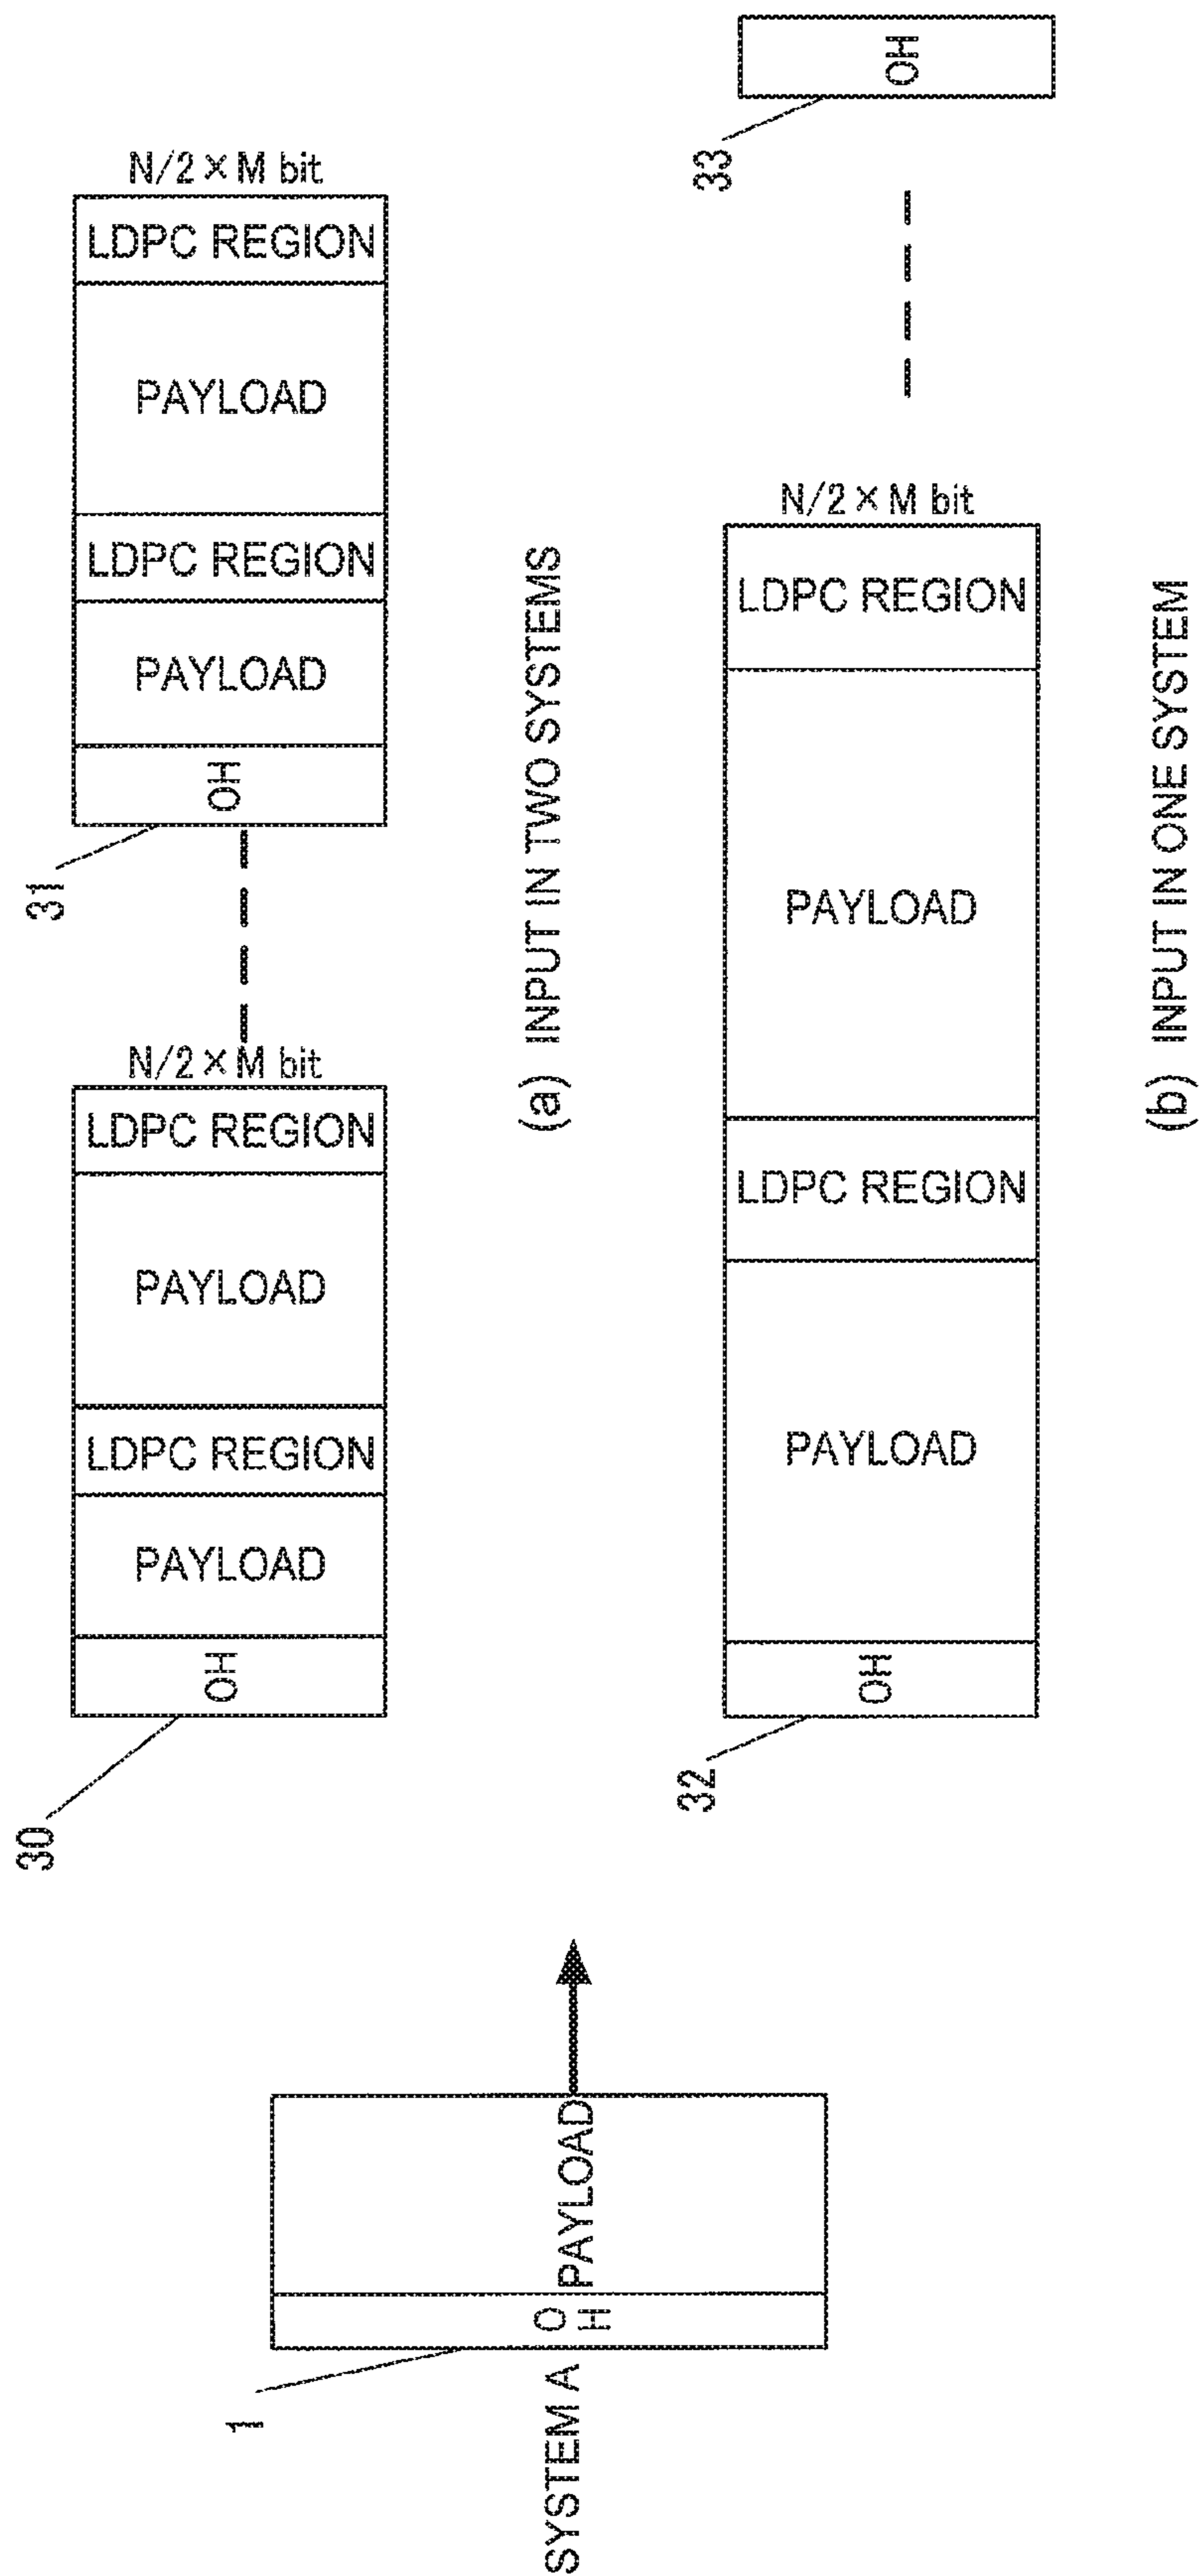 SYSTEM A
1
OH
PAYLOAD
30
OH
PAYLOAD
LDPC REGION
PAYLOAD
LDPC REGION
N/2 × M bit
31
OH
PAYLOAD
LDPC REGION
PAYLOAD
LDPC REGION
N/2 × M bit
(a) INPUT IN TWO SYSTEMS
32
OH
PAYLOAD
LDPC REGION
PAYLOAD
LDPC REGION
N/2 × M bit
33
OH
(b) INPUT IN ONE SYSTEM